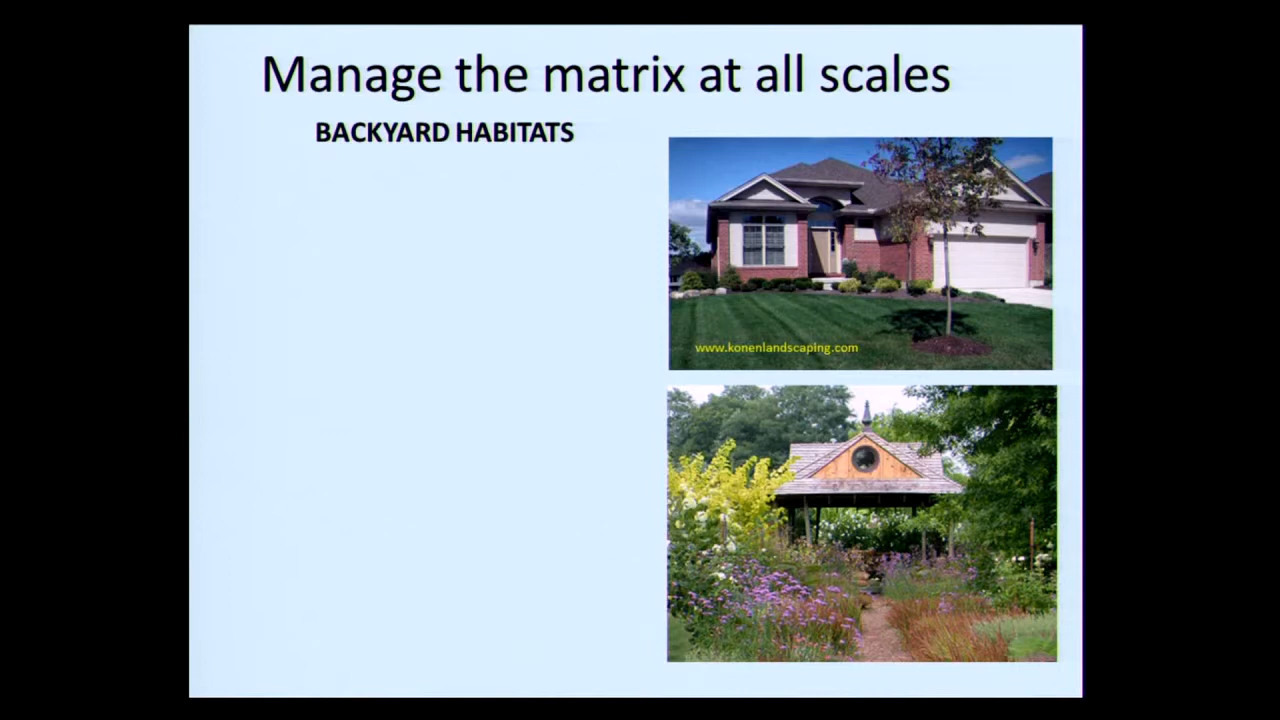 Manage the matrix at all scales
BACKYARD HABITATS
www.konenlandscaping.com